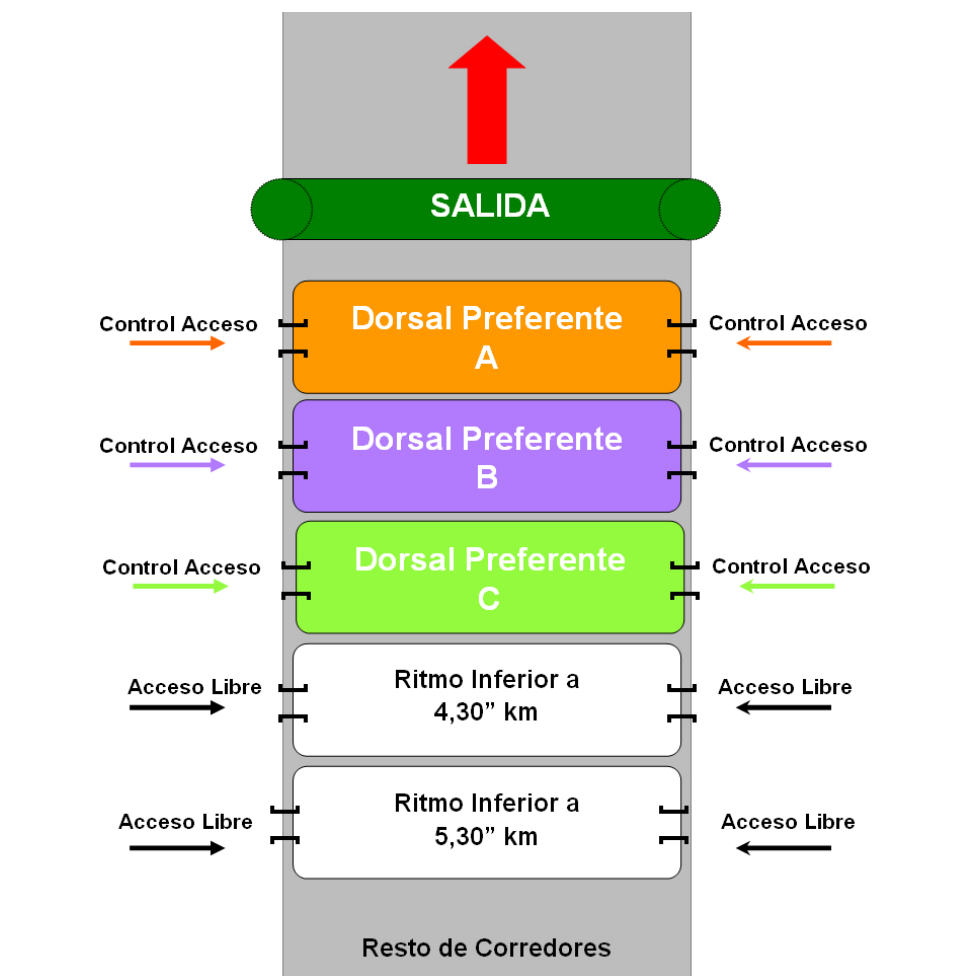 SALIDA
Control Acceso
Dorsal Preferente
A
Control Acceso
Control Acceso
Dorsal Preferente
B
Control Acceso
Control Acceso
Dorsal Preferente
C
Control Acceso
Acceso Libre
Ritmo Inferior a
4,30” km
Acceso Libre
Acceso Libre
Ritmo Inferior a
5,30” km
Acceso Libre
Resto de Corredores